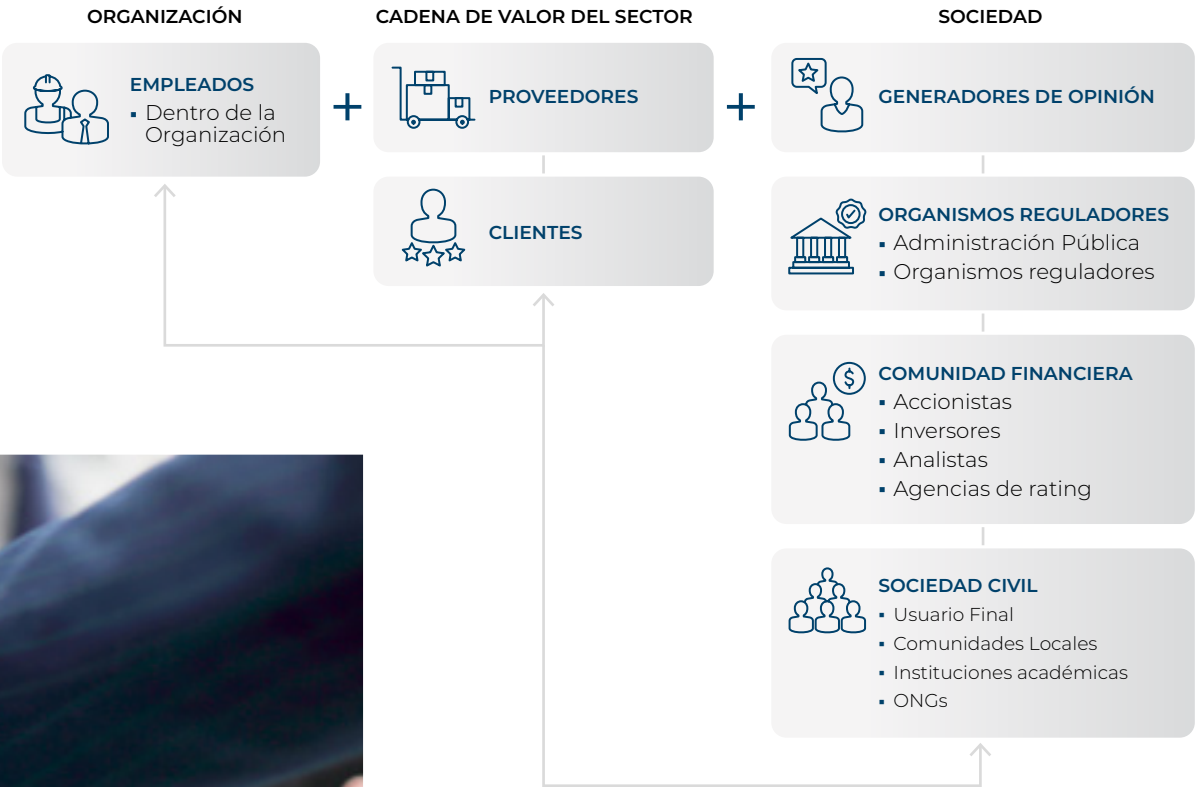 ORGANIZACIÓN
EMPLEADOS
▪ Dentro de la
Organización
CADENA DE VALOR DEL SECTOR
PROVEEDORES
CLIENTES
SOCIEDAD
GENERADORES DE OPINIÓN
ORGANISMOS REGULADORES
▪ Administración Pública
▪ Organismos reguladores
COMUNIDAD FINANCIERA
▪ Accionistas
▪ Inversores
▪ Analistas
▪ Agencias de rating
SOCIEDAD CIVIL
▪ Usuario Final
▪ Comunidades Locales
▪ Instituciones académicas
▪ ONGs